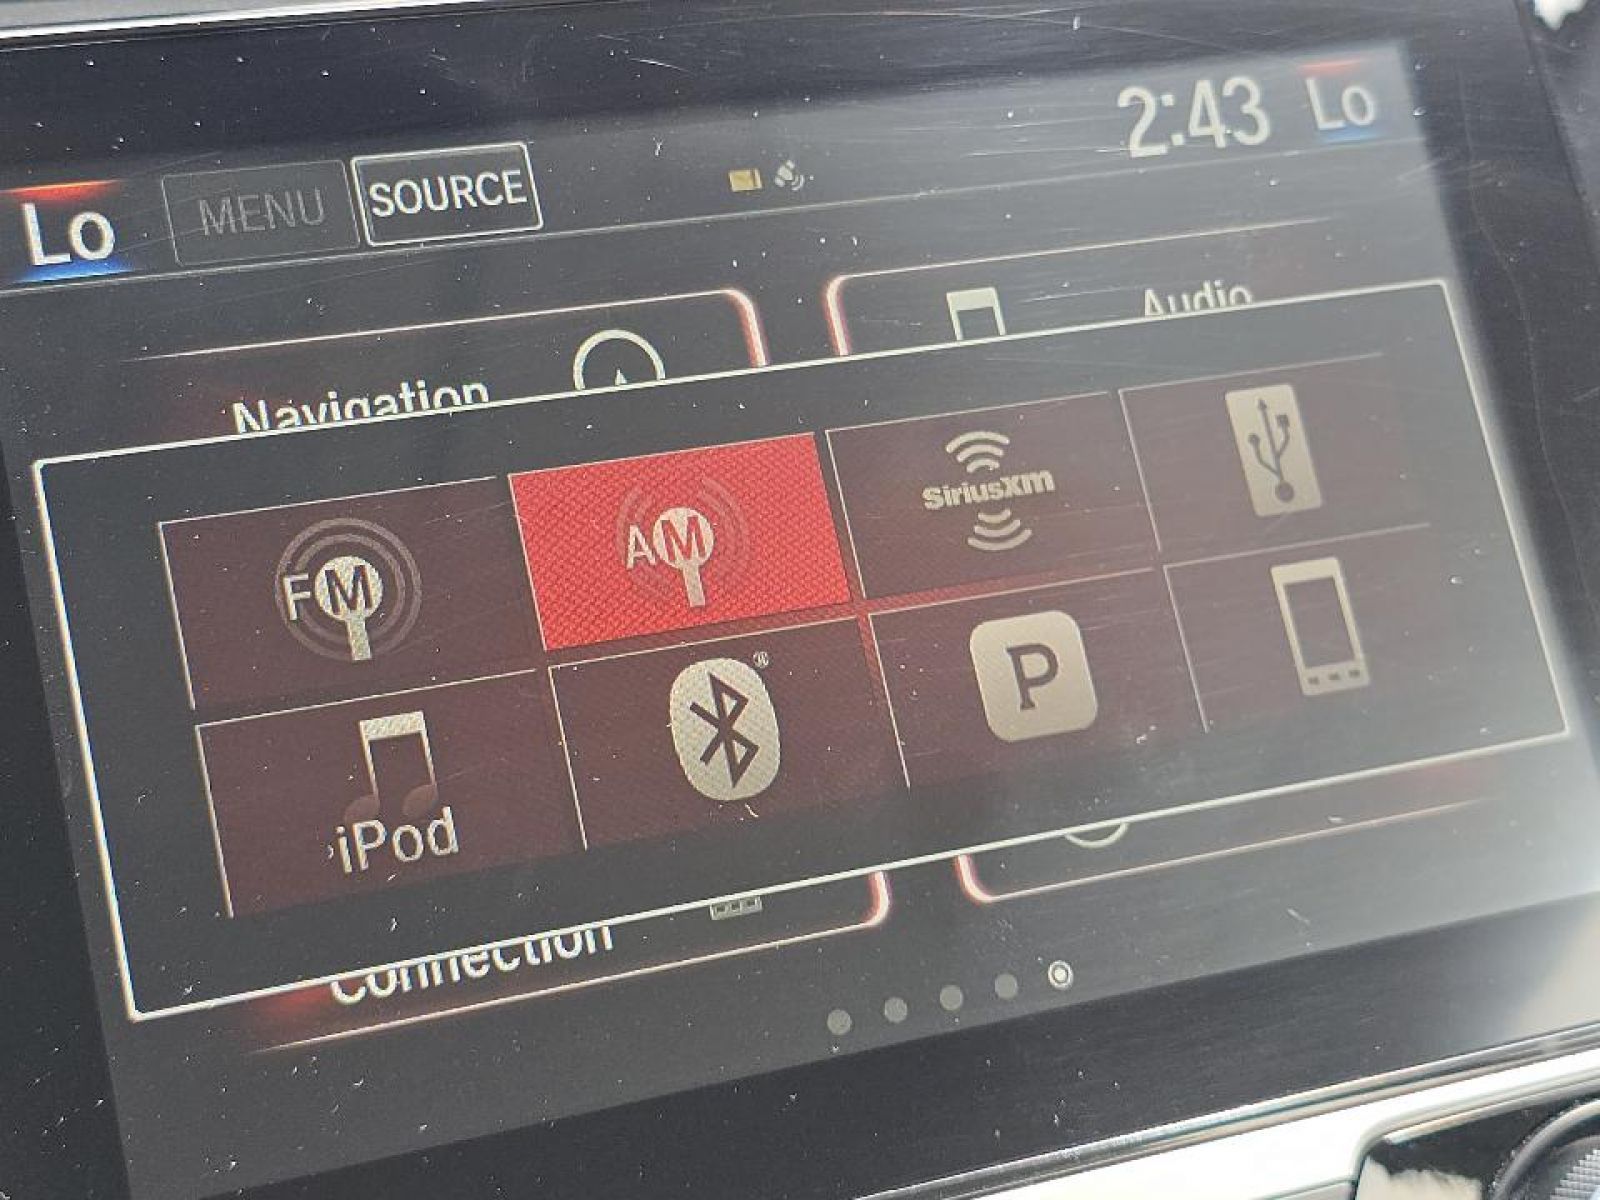 2:43 Lo
Lo MENU SOURCE
Audio
Navigation
FM AM SiriusXm
iPod ® P
Connection